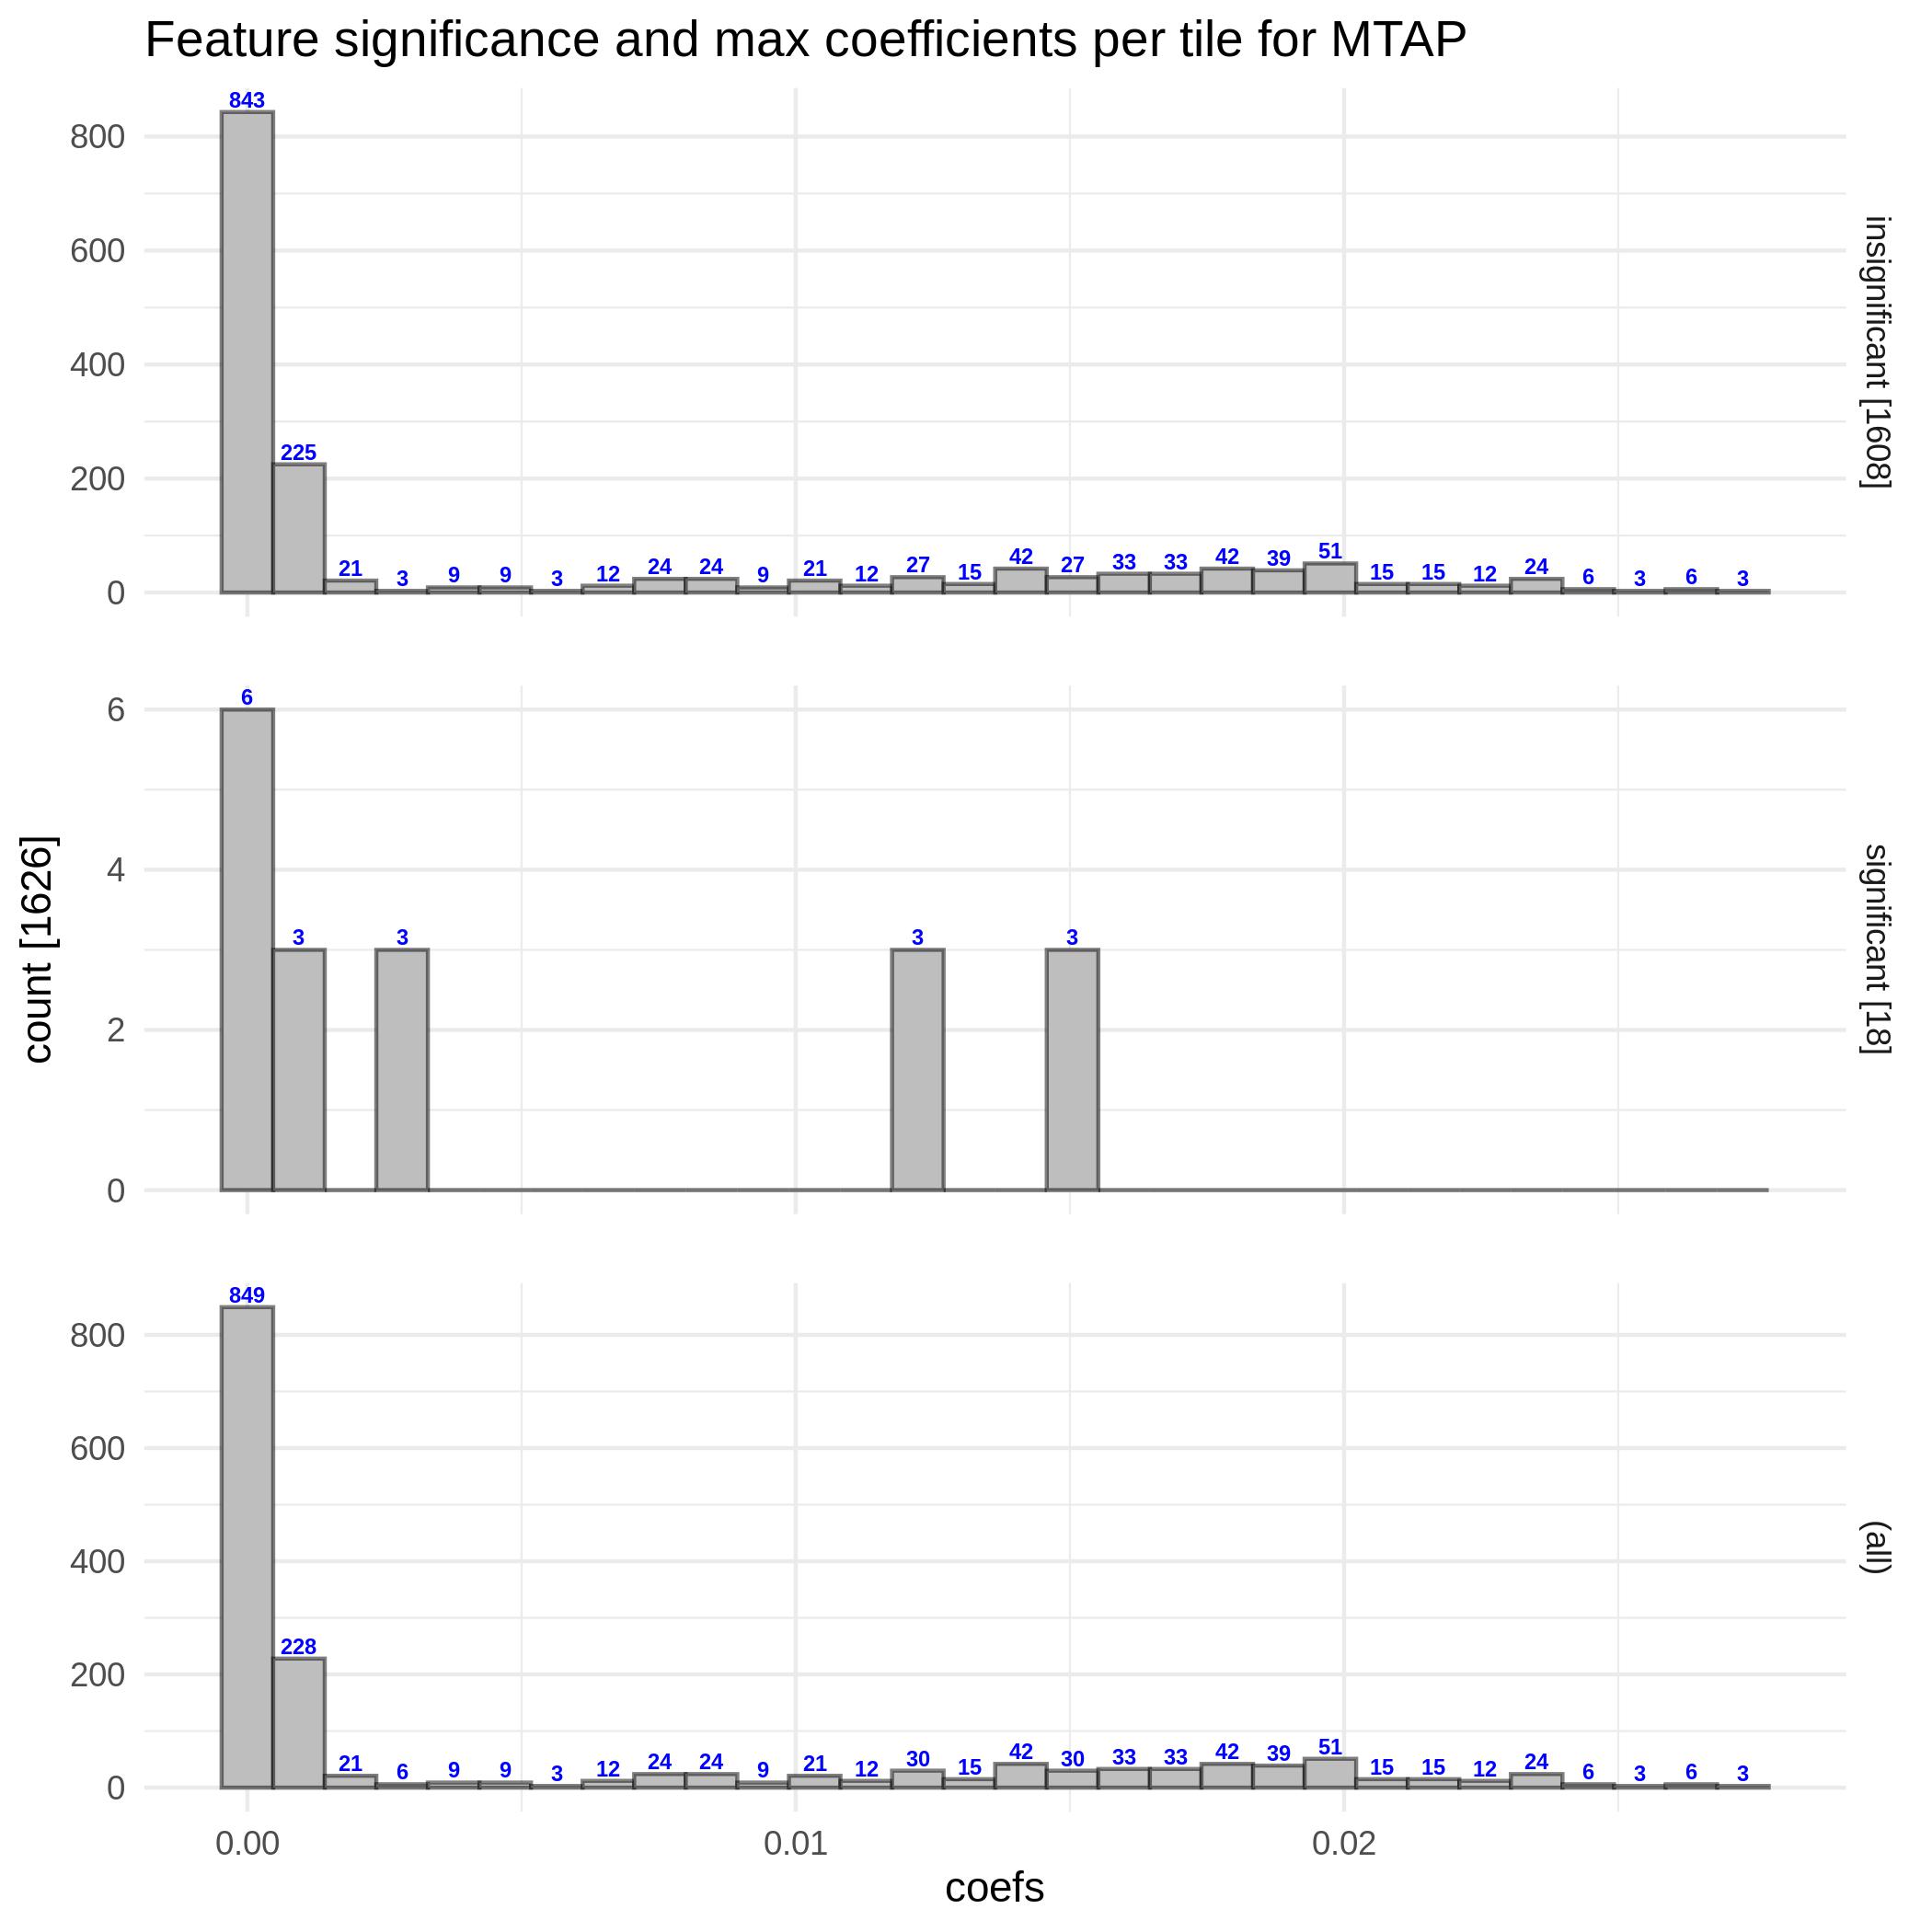 Feature significance and max coefficients per tile for MTAP
843
800
600
400
225
200
21 3 9 9 3 12 24 24 9 21 12 27 15 42 27 33 33 42 39 51 15 15 12 24 6 3 6 3
0
insignificant [1608]
6
6
4
3 3 3 3
2
0
significant [18]
count [1626]
849
800
600
400
228
200
21 6 9 9 3 12 24 24 9 21 12 30 15 42 30 33 33 42 39 51 15 15 12 24 6 3 6 3
0
(all)
0.00 0.01 0.02
coefs